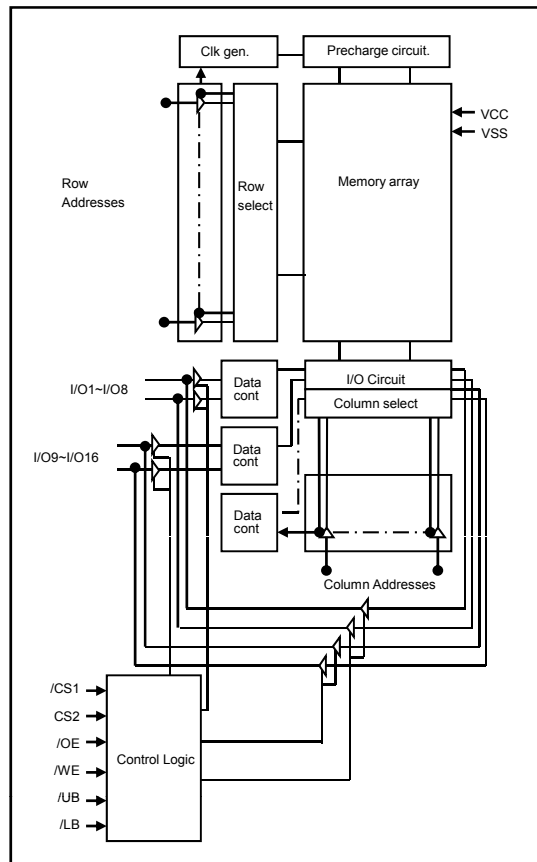 Clk gen.
Precharge circuit.
VCC
VSS
Row
Addresses
Row
select
Memory array
I/O1~I/O8
Data
cont
I/O Circuit
Column select
I/O9~I/O16
Data
cont
Data
cont
Column Addresses
/CS1
CS2
/OE
/WE
/UB
/LB
Control Logic